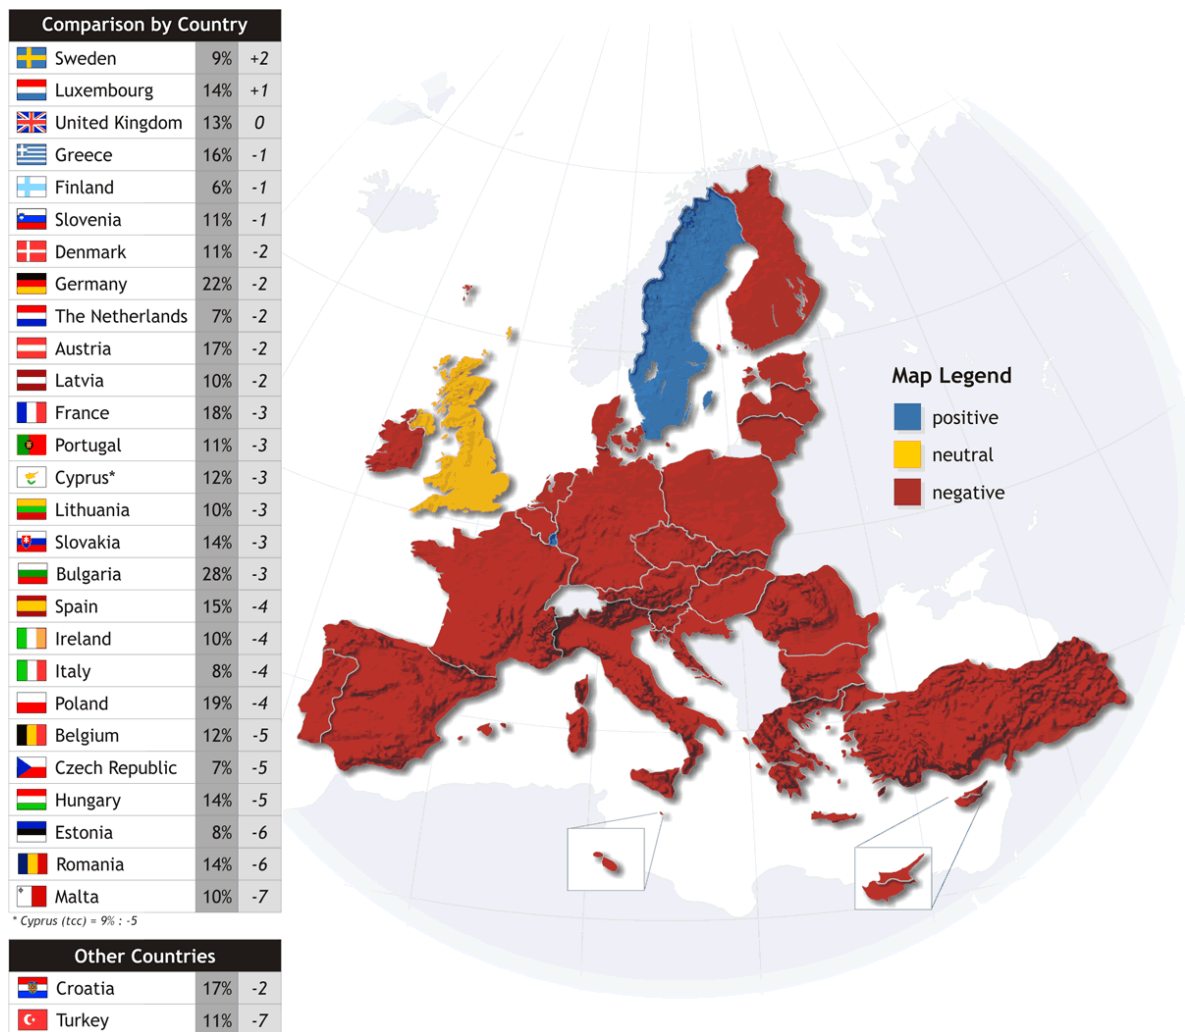 Comparison by Country
Sweden 9% +2
Luxembourg 14% +1
United Kingdom 13% 0
Greece 16% -1
Finland 6% -1
Slovenia 11% -1
Denmark 11% -2
Germany 22% -2
The Netherlands 7% -2
Austria 17% -2
Latvia 10% -2
France 18% -3
Portugal 11% -3
Cyprus* 12% -3
Lithuania 10% -3
Slovakia 14% -3
Bulgaria 28% -3
Spain 15% -4
Ireland 10% -4
Italy 8% -4
Poland 19% -4
Belgium 12% -5
Czech Republic 7% -5
Hungary 14% -5
Estonia 8% -6
Romania 14% -6
Malta 10% -7
* Cyprus (tcc) = 9% : -5
Other Countries
Croatia 17% -2
Turkey 11% -7
Map Legend
positive
neutral
negative